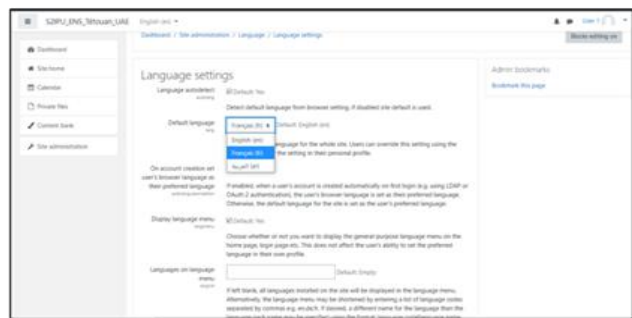 S2IPU_ENS_Tétouan_UAE
English (en)
User 1
Dashboard / Site administration / Language / Language settings
Blocks editing on
Dashboard
Site home
Calendar
Private files
Content bank
Site administration
Language settings
Language autodetect
Default: Yes
Detect default language from browser setting, if disabled site default is used.
Default language
lang
Français (fr)
Default: English (en)
English (en)
Français (fr)
language for the whole site. Users can override this setting using the
the setting in their personal profile.
On account creation set
user's browser language as
their preferred language
If enabled, when a user's account is created automatically on first login (e.g. using LDAP or
OAuth 2 authentication), the user's browser language is set as their preferred language.
Otherwise, the default language for the site is set as the user's preferred language.
Display language menu
langmenu
Default: Yes
Choose whether or not you want to display the general-purpose language menu on the
home page, login page etc. This does not affect the user's ability to set the preferred
language in their own profile.
Languages on language
menu
Default: Empty
If left blank, all languages installed on the site will be displayed in the language menu.
Alternatively, the language menu may be shortened by entering a list of language codes
separated by commas e.g. en,de,fr. If desired, a different name for the language than the
Admin bookmarks
Bookmark this page